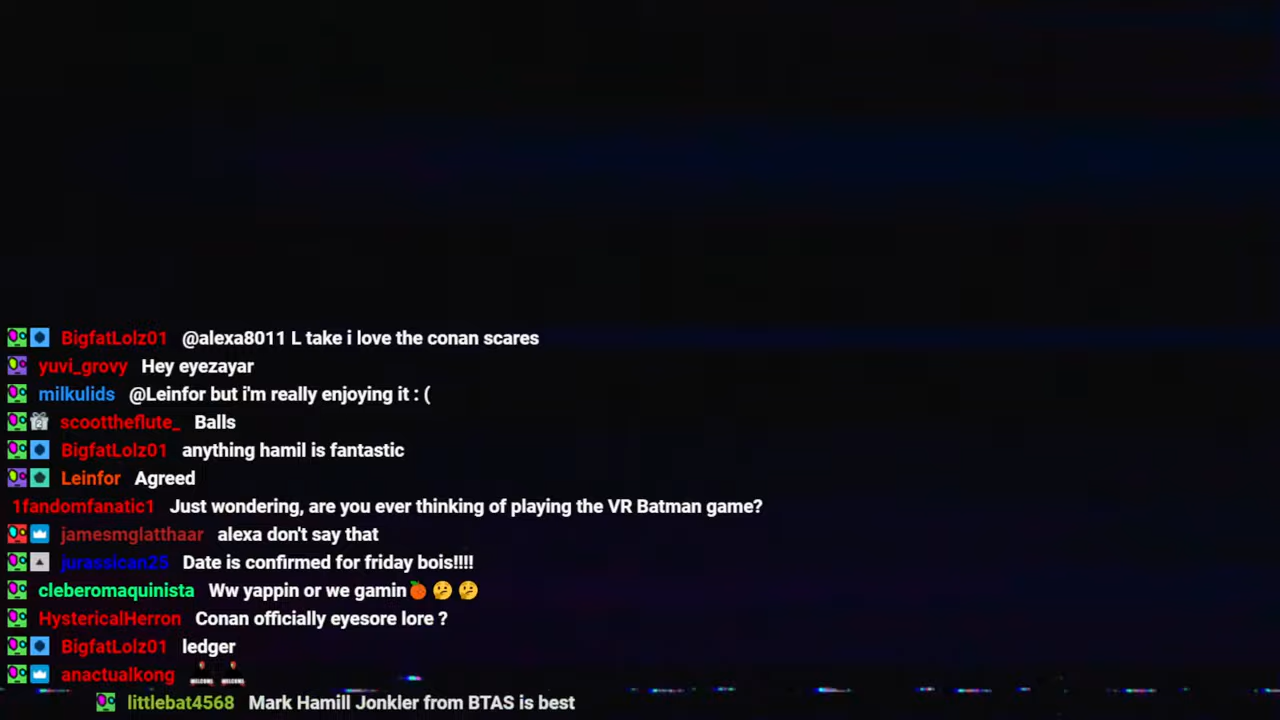 BigfatLolz01 @alexa8011 L take i love the conan scares
yuvi_grovy Hey eyezayar
milkulids @Leinfor but i'm really enjoying it : (
scoottheflute_ Balls
BigfatLolz01 anything hamil is fantastic
Leinfor Agreed
1fandomfanatic1 Just wondering, are you ever thinking of playing the VR Batman game?
jamesmglatthaar alexa don't say that
jurassican25 Date is confirmed for friday bois!!!!
cleberomaquinista Ww yappin or we gamin🍊 🤔 🤔
HystericalHerron Conan officially eyesore lore ?
BigfatLolz01 ledger
anactualkong WELCOME WELCOME
littlebat4568 Mark Hamill Jonkler from BTAS is best